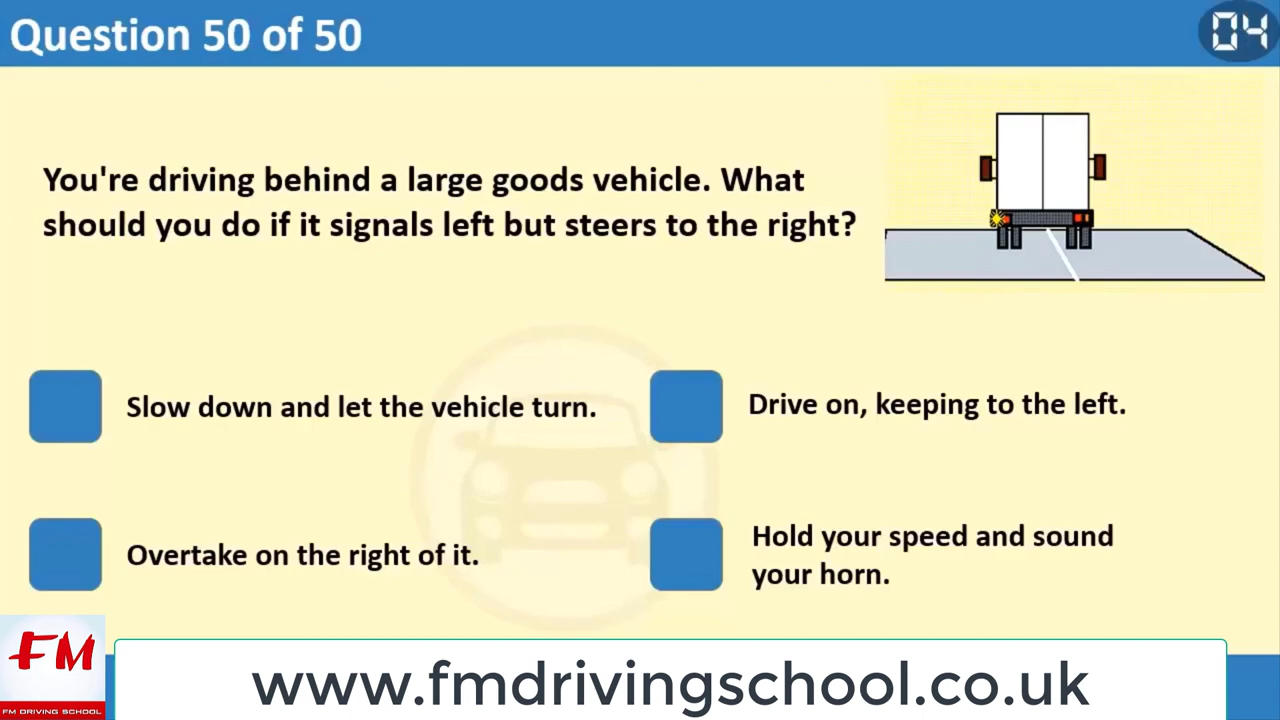 Question 50 of 50
04
You're driving behind a large goods vehicle. What
should you do if it signals left but steers to the right?
Slow down and let the vehicle turn.
Drive on, keeping to the left.
Overtake on the right of it.
Hold your speed and sound
your horn.
FM
FM DRIVING SCHOOL
www.fmdrivingschool.co.uk